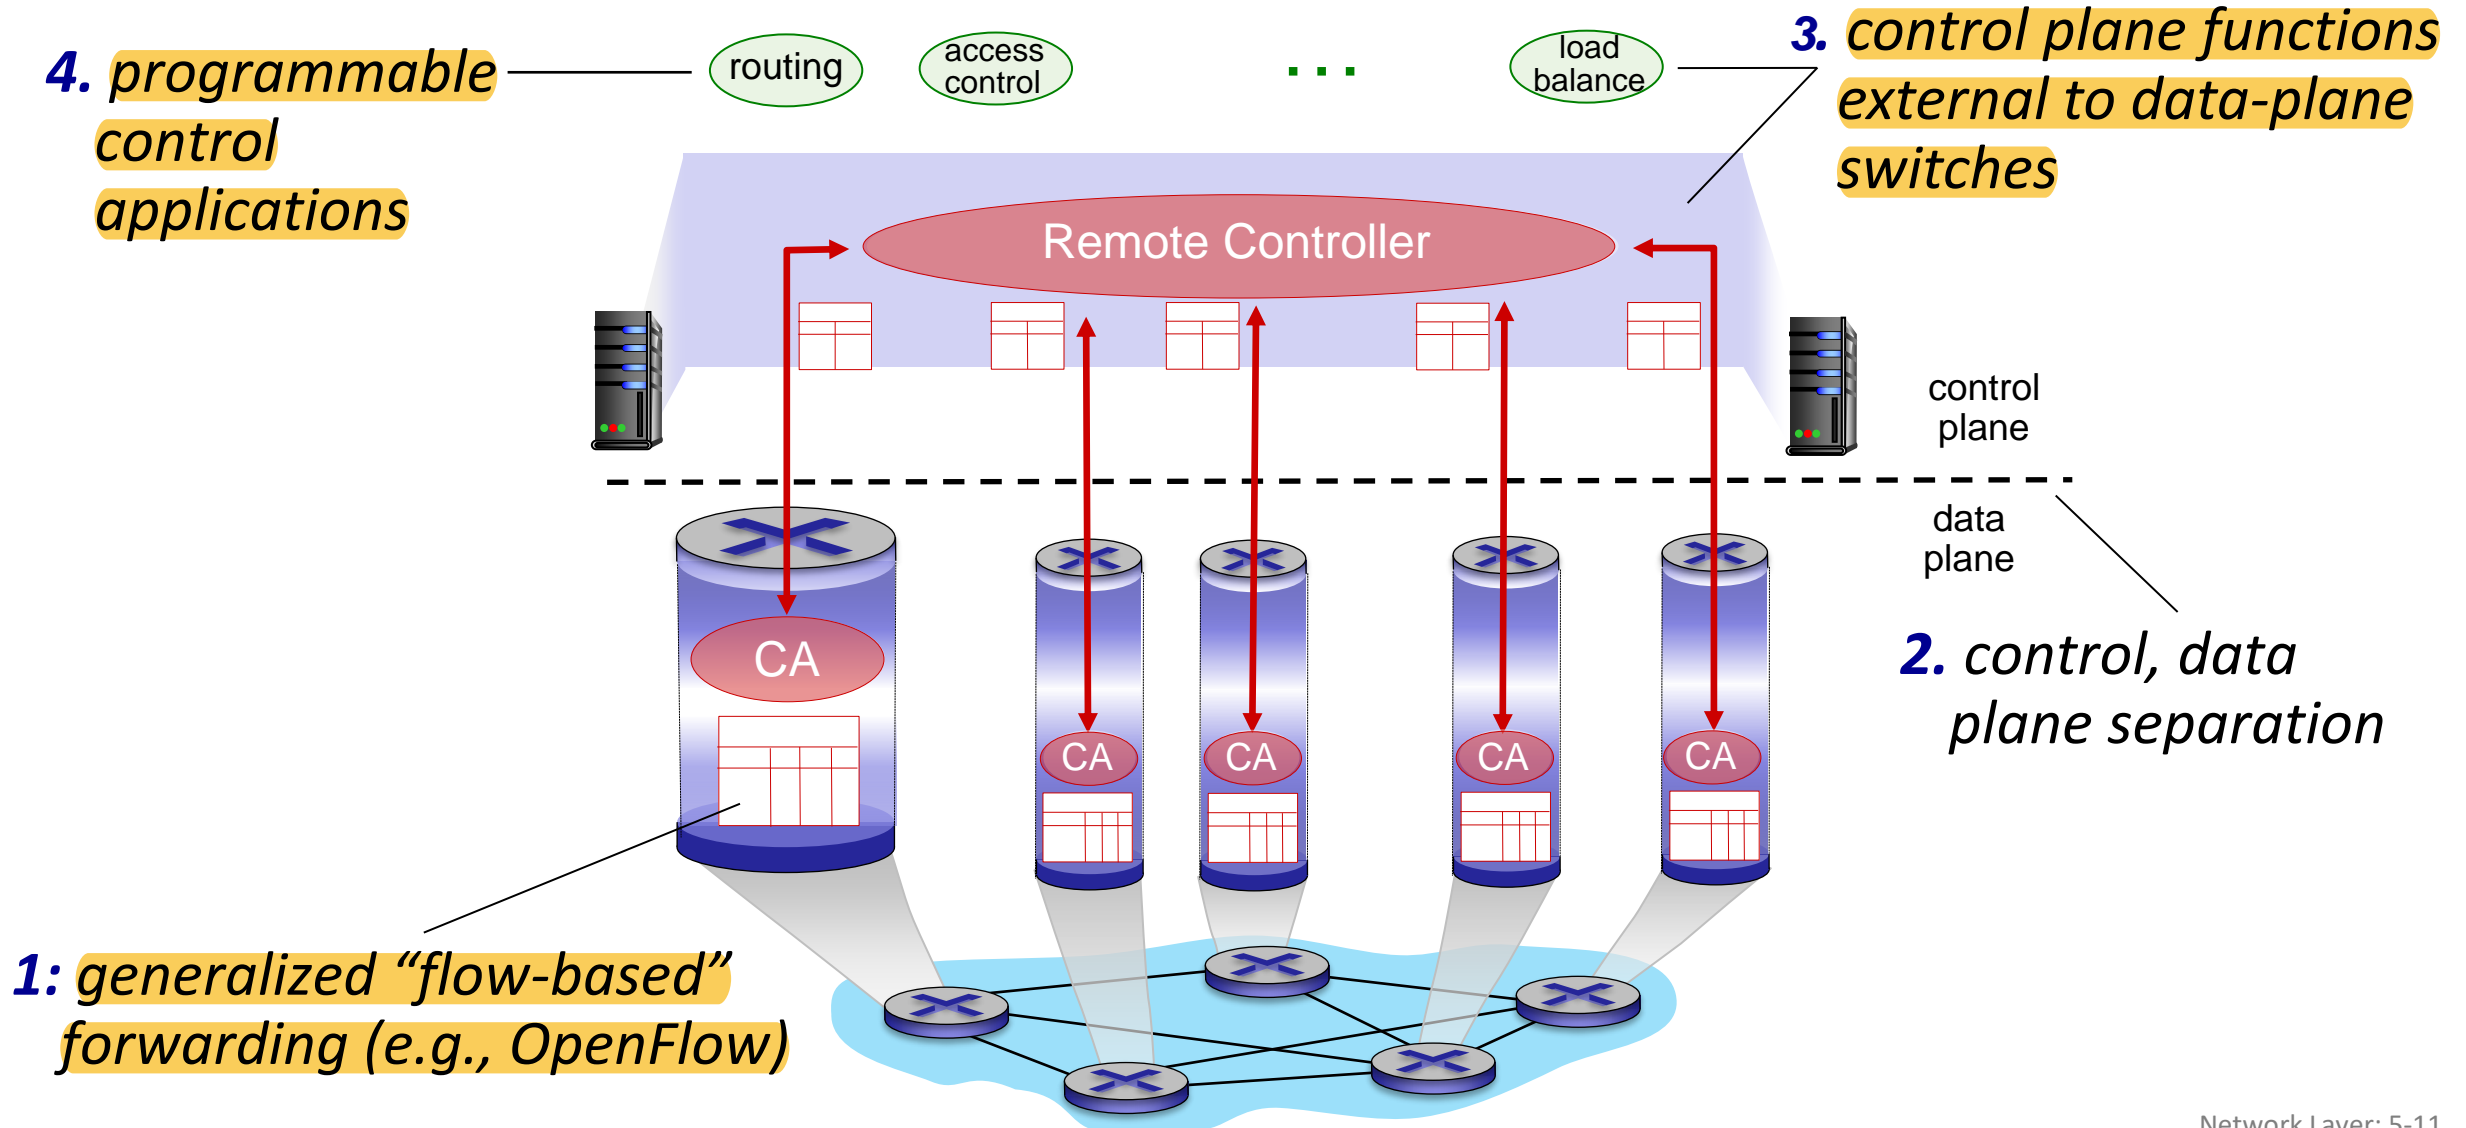 4. programmable
control
applications
routing
access
control
...
load
balance
3. control plane functions
external to data-plane
switches
Remote Controller
control
plane
data
plane
CA
CA
CA
CA
CA
2. control, data
plane separation
1: generalized “flow-based”
forwarding (e.g., OpenFlow)
Network Layer: 5-11